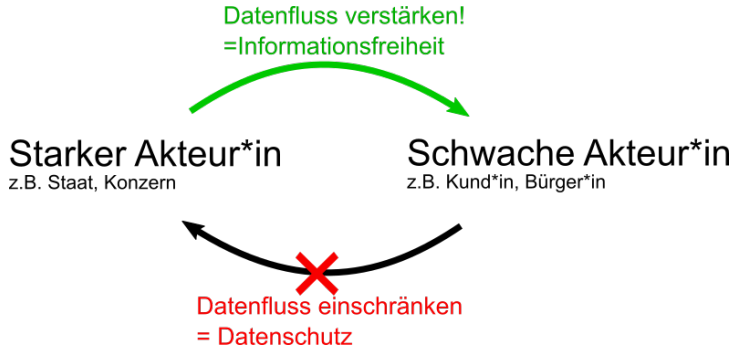 Datenfluss verstärken!
=Informationsfreiheit
Starker Akteur*in
z.B. Staat, Konzern
Schwache Akteur*in
z.B. Kund*in, Bürger*in
Datenfluss einschränken
= Datenschutz